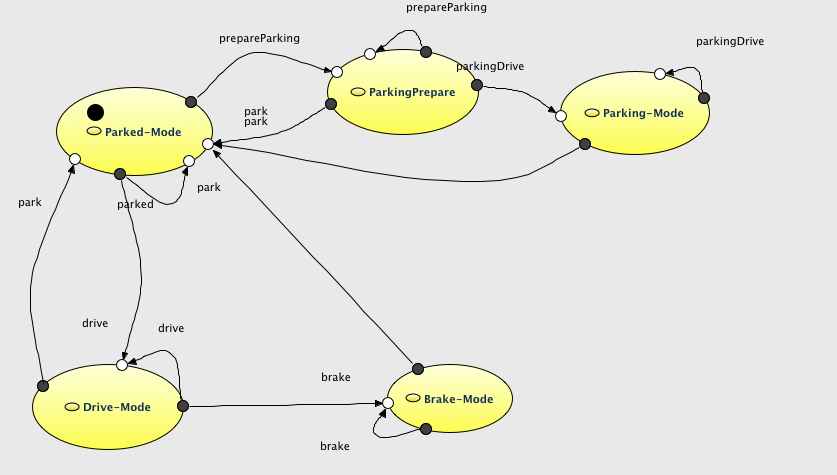 prepareParking
prepareParking
parkingDrive
parkingDrive
ParkingPrepare
park
park
Parking-Mode
Parked-Mode
park
park
parked
drive
drive
brake
Drive-Mode
Brake-Mode
brake